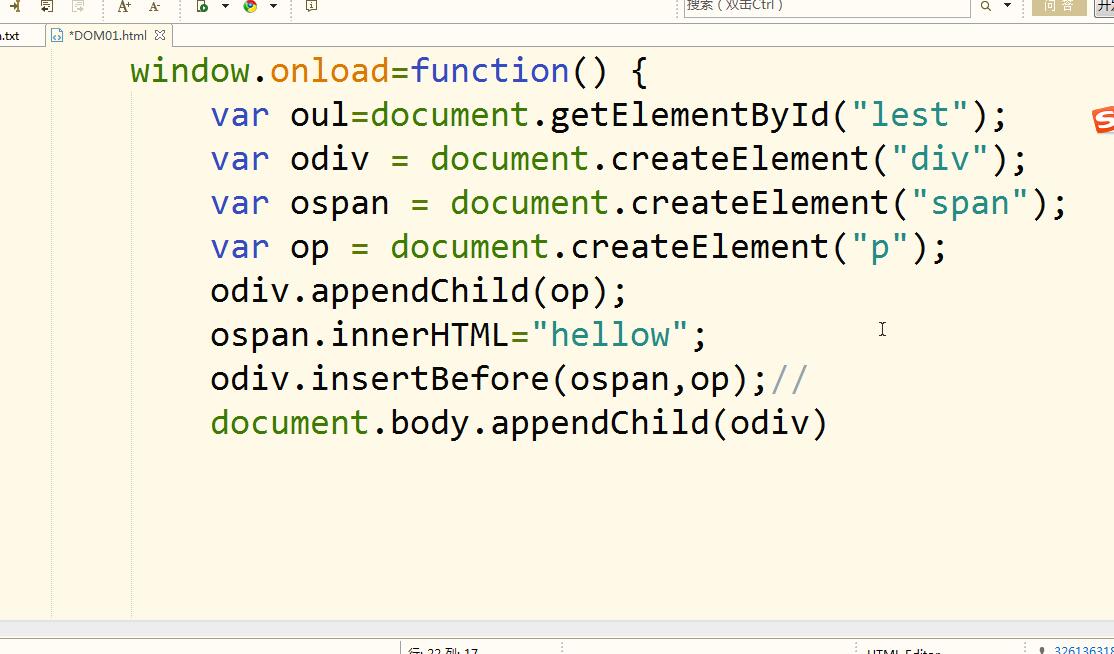 A+ A-
搜索（双击Ctrl）
问答
.txt
*DOM01.html
window.onload=function() {
var oul=document.getElementById("lest");
var odiv = document.createElement("div");
var ospan = document.createElement("span");
var op = document.createElement("p");
odiv.appendChild(op);
ospan.innerHTML="hellow";
odiv.insertBefore(ospan,op);//
document.body.appendChild(odiv)
行: 22 列: 17
HTML Editor
326136318